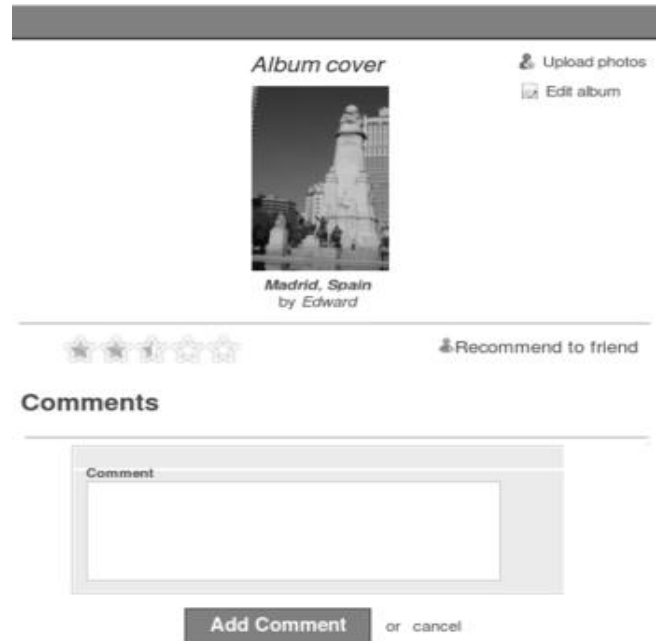 Album cover
Upload photos
Edit album
Madrid, Spain
by Edward
Recommend to friend
Comments
Comment
Add Comment or cancel